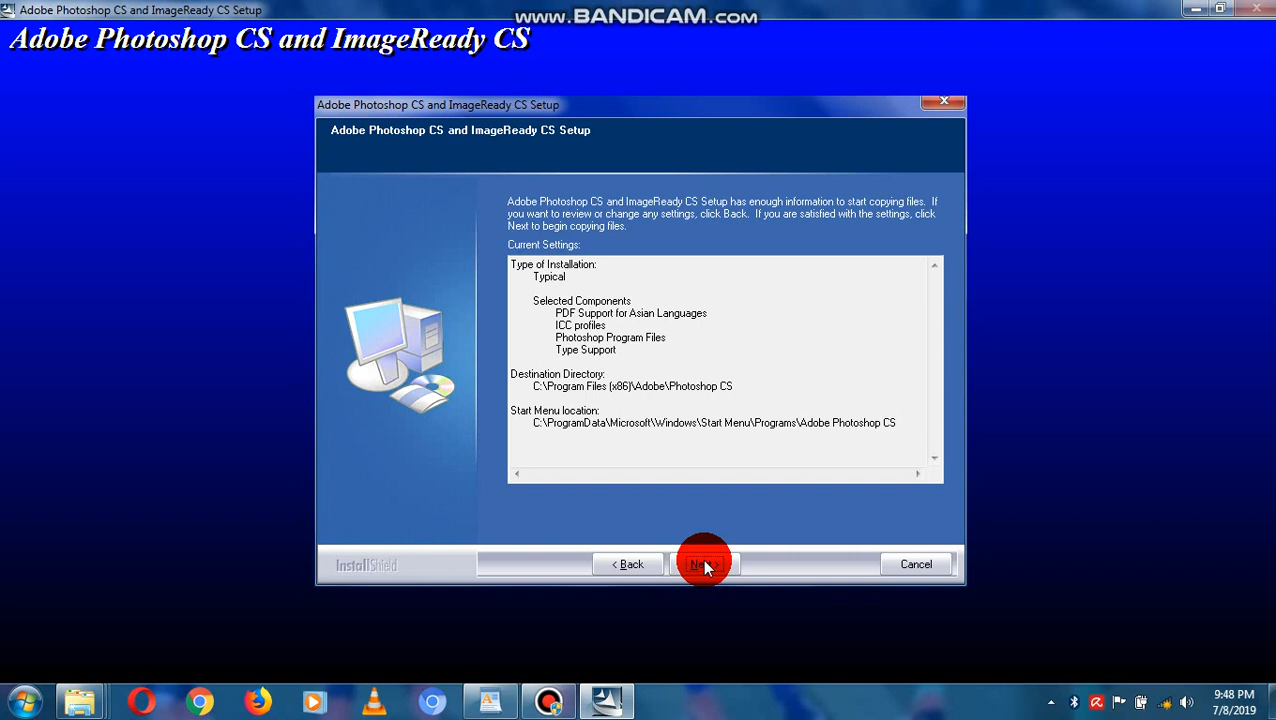 Adobe Photoshop CS and ImageReady CS Setup
www.BANDICAM.com
Adobe Photoshop CS and ImageReady CS
Adobe Photoshop CS and ImageReady CS Setup
Adobe Photoshop CS and ImageReady CS Setup
Adobe Photoshop CS and ImageReady CS Setup has enough information to start copying files. If
you want to review or change any settings, click Back. If you are satisfied with the settings, click
Next to begin copying files.
Current Settings:
Type of Installation:
Typical
Selected Components
PDF Support for Asian Languages
ICC profiles
Photoshop Program Files
Type Support
Destination Directory:
C:\Program Files (x86)\Adobe\Photoshop CS
Start Menu location:
C:\ProgramData\Microsoft\Windows\Start Menu\Programs\Adobe Photoshop CS
InstallShield
< Back
Cancel
9:48 PM
7/8/2019